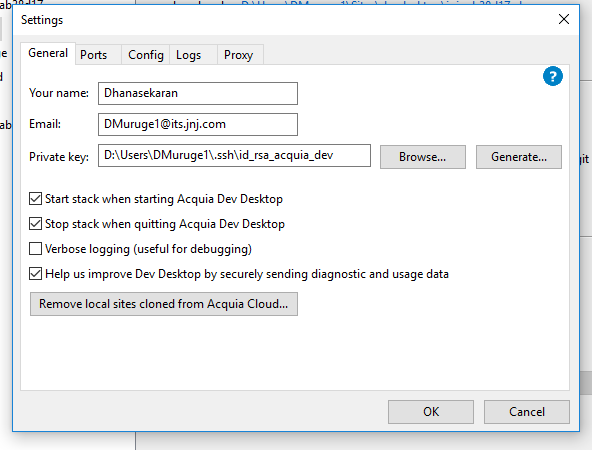 Settings
General Ports Config Logs Proxy
?
Your name: Dhanasekaran
Email: DMuruge1@its.jnj.com
Private key: D:\Users\DMuruge1\.ssh\id_rsa_acquia_dev Browse... Generate...
Start stack when starting Acquia Dev Desktop
Stop stack when quitting Acquia Dev Desktop
Verbose logging (useful for debugging)
Help us improve Dev Desktop by securely sending diagnostic and usage data
Remove local sites cloned from Acquia Cloud...
OK Cancel